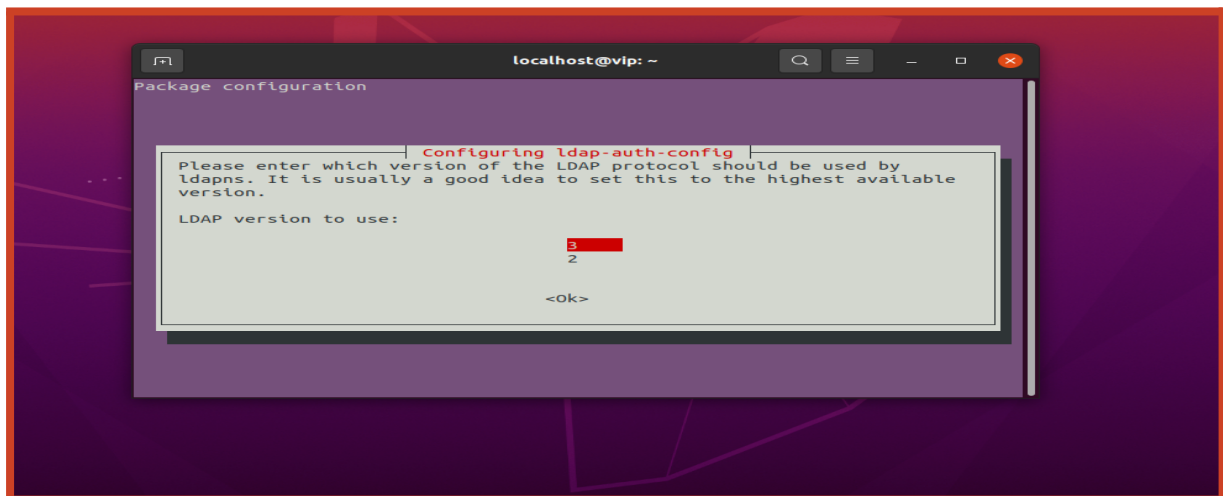 localhost@vip: ~
Package configuration
Configuring ldap-auth-config
Please enter which version of the LDAP protocol should be used by
ldapns. It is usually a good idea to set this to the highest available
version.
LDAP version to use:
3
2
<Ok>